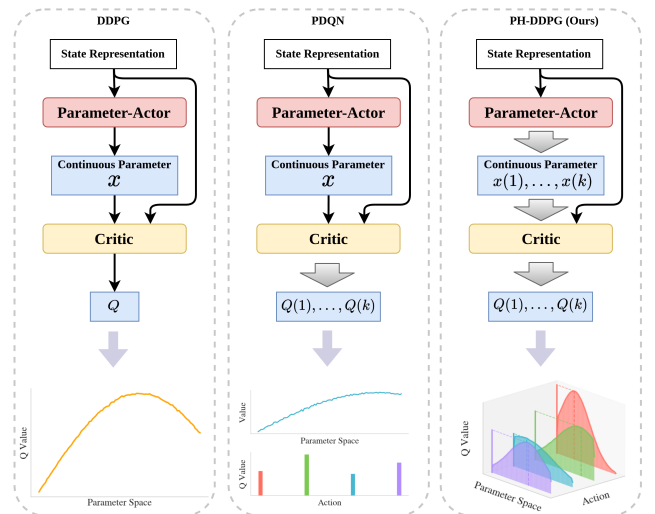 DDPG
State Representation
Parameter-Actor
Continuous Parameter
x
Critic
Q
Q Value
Parameter Space
PDQN
State Representation
Parameter-Actor
Continuous Parameter
x
Critic
Q(1), . . . , Q(k)
Value
Parameter Space
Q Value
Action
PH-DDPG (Ours)
State Representation
Parameter-Actor
Continuous Parameter
x(1), . . . , x(k)
Critic
Q(1), . . . , Q(k)
Q Value
Parameter Space
Action